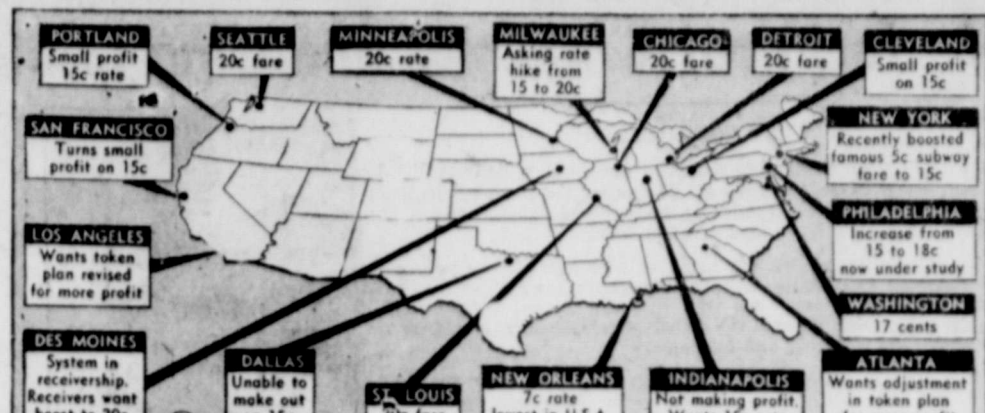 PORTLAND
Small profit
15c rate
SEATTLE
20c fare
MINNEAPOLIS
20c rate
MILWAUKEE
Asking rate
hike from
15 to 20c
CHICAGO
20c fare
DETROIT
20c fare
CLEVELAND
Small profit
on 15c
SAN FRANCISCO
Turns small
profit on 15c
NEW YORK
Recently boosted
famous 5c subway
fare to 15c
LOS ANGELES
Wants token
plan revised
for more profit
PHILADELPHIA
Increase from
15 to 18c
now under study
WASHINGTON
17 cents
DES MOINES
System in
receivership.
Receivers want
DALLAS
Unable to
make out
ST. LOUIS
NEW ORLEANS
7c rate
INDIANAPOLIS
Not making profit.
ATLANTA
Wants adjustment
in token plan